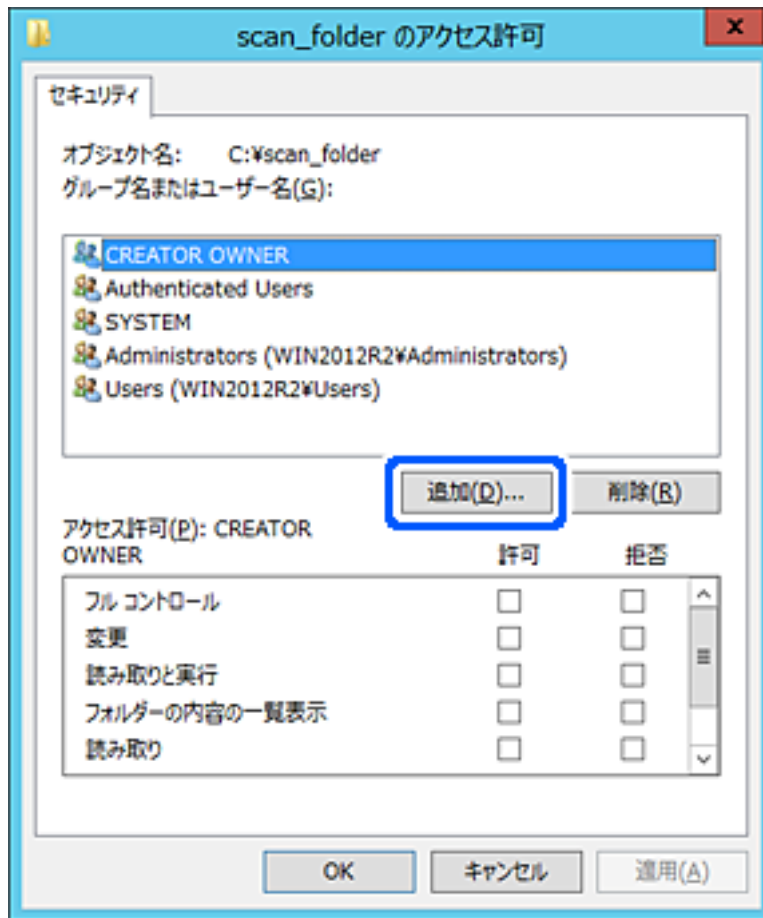 scan_folder のアクセス許可
x
セキュリティ
オブジェクト名: C:¥scan_folder
グループ名またはユーザー名(G):
CREATOR OWNER
Authenticated Users
SYSTEM
Administrators (WIN2012R2¥Administrators)
Users (WIN2012R2¥Users)
追加(D)... 削除(R)
アクセス許可(P): CREATOR
OWNER 許可 拒否
フル コントロール
変更
読み取りと実行
フォルダーの内容の一覧表示
読み取り
OK キャンセル 適用(A)